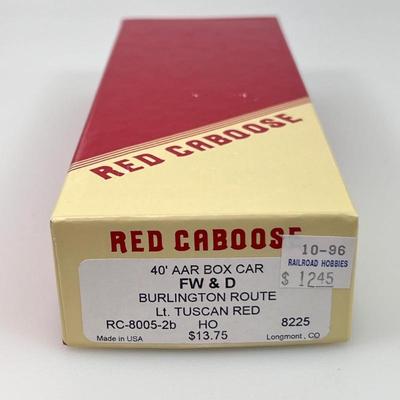 RED CABOOSE
RED CABOOSE
10-96
RAILROAD HOBBIES
$ 12.45
40' AAR BOX CAR
FW & D
BURLINGTON ROUTE
Lt. TUSCAN RED
RC-8005-2b HO 8225
Made in USA $13.75 Longmont, CO